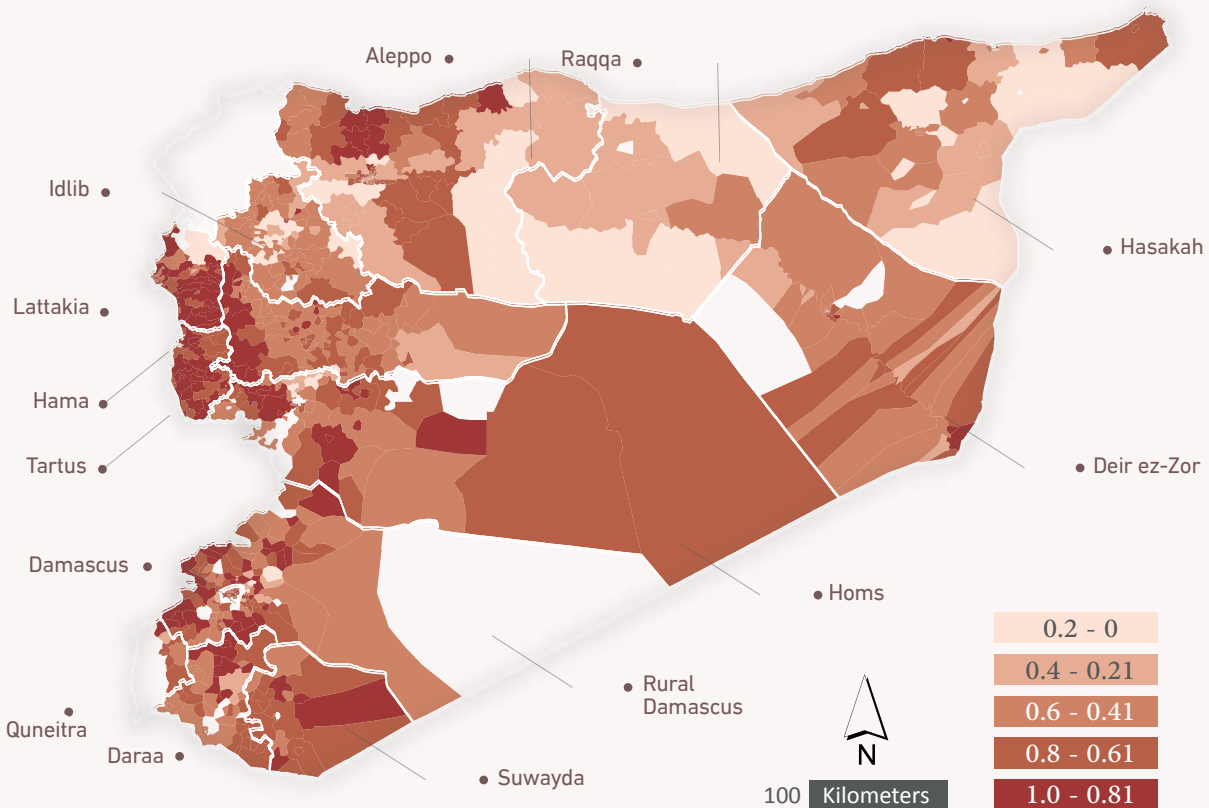 Aleppo
Raqqa
Idlib
Hasakah
Lattakia
Hama
Tartus
Deir ez-Zor
Damascus
Homs
Rural
Damascus
Quneitra
Daraa
Suwayda
N
100 Kilometers
0.2 - 0
0.4 - 0.21
0.6 - 0.41
0.8 - 0.61
1.0 - 0.81